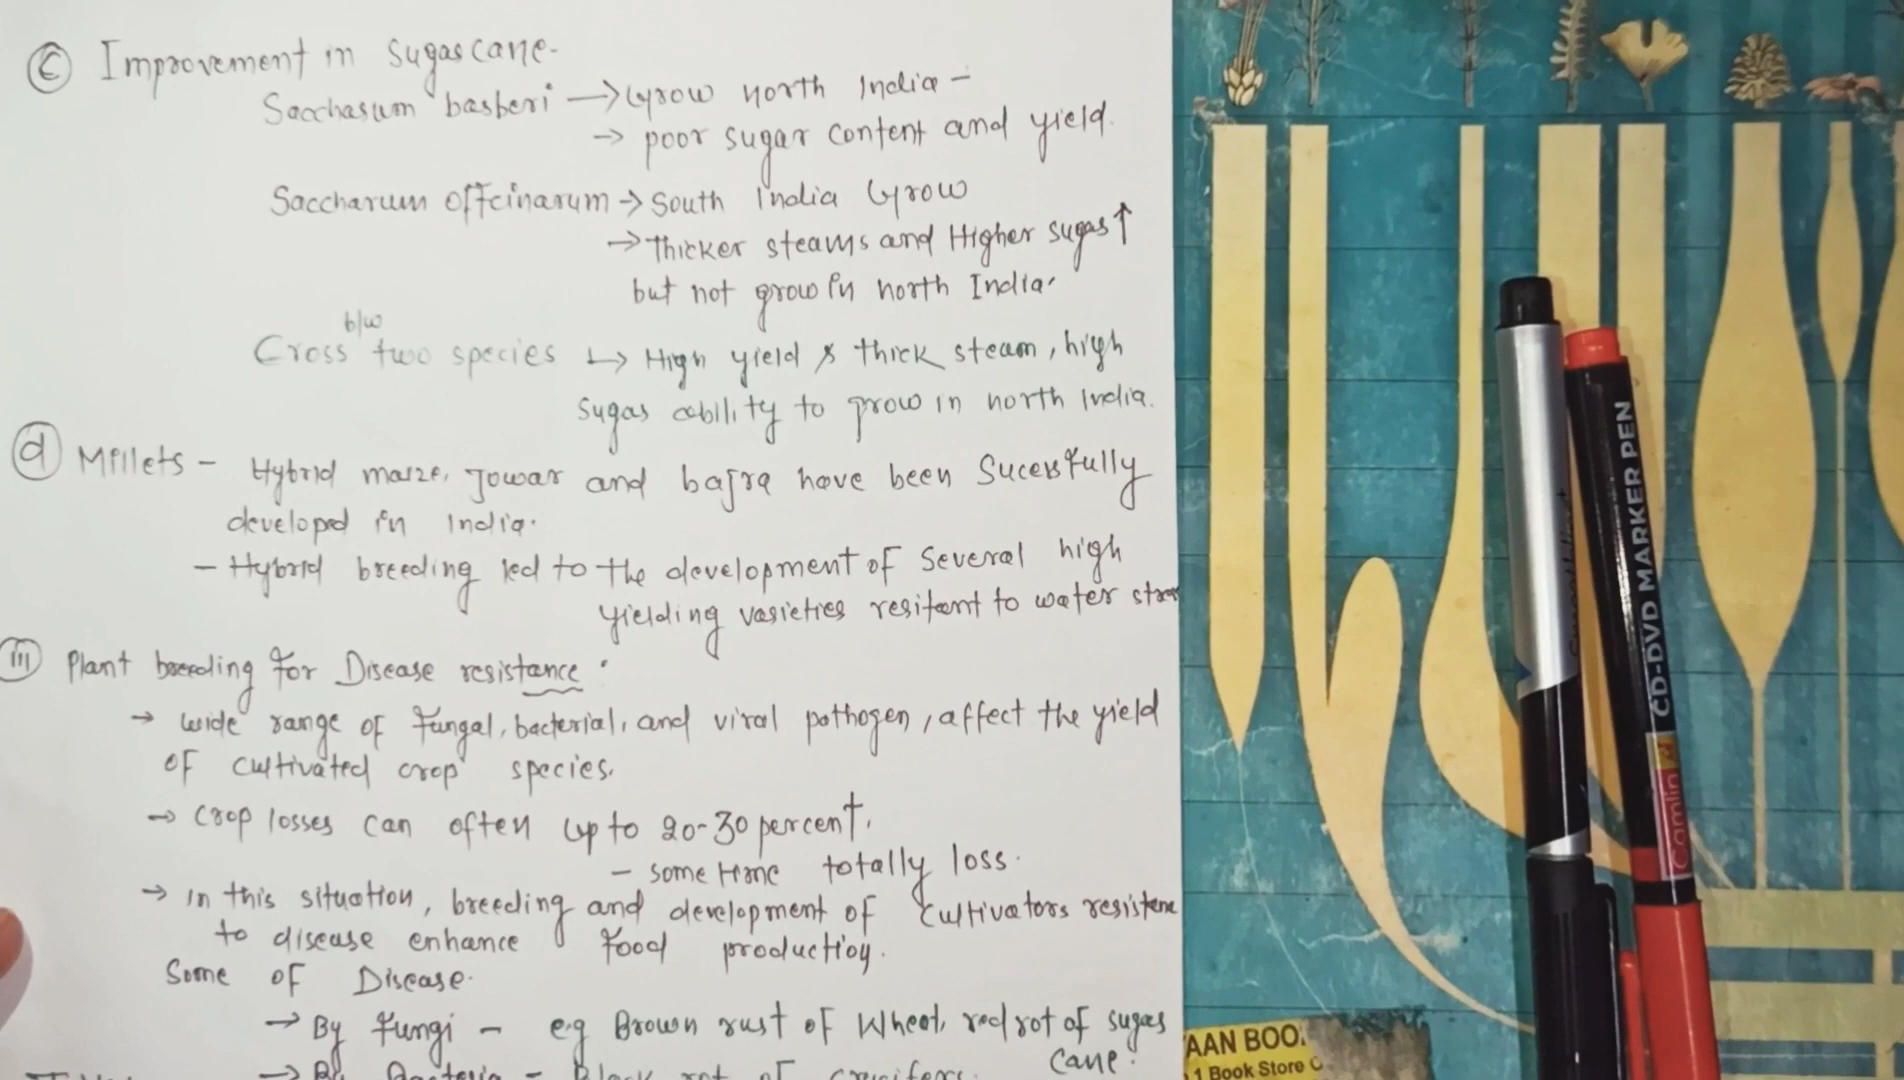 (C) Improvement in sugarcane-
Saccharum barberi → Grow north India -
→ poor sugar content and yield.
Saccharum offcinarum → South India Grow
→ Thicker steams and Higher sugar ↑
but not grow in north India.
b/w
Cross two species ↳ High yield & thick steam, high
sugar ability to grow in north India.
(d) Millets - Hybrid maize, Jowar and bajra have been Sucessfully
developed in India.
- Hybrid breeding led to the development of Several high
yielding varieties resitant to water
(iii) Plant breeding for Disease resistance :
→ wide range of fungal, bacterial, and viral pathogen, affect the yield
of cultivated crop species.
→ Crop losses can often up to 20-30 percent.
- some time totally loss.
→ in this situation, breeding and development of cultivators
to disease enhance food production.
Some of Disease.
→ By fungi - e.g Brown rust of Wheat, red rot of sugar
cane.
→ By Bacteria - Black rot of crucifers.
CD-DVD MARKER PEN
Camlin
AAN BOO
1 Book Store